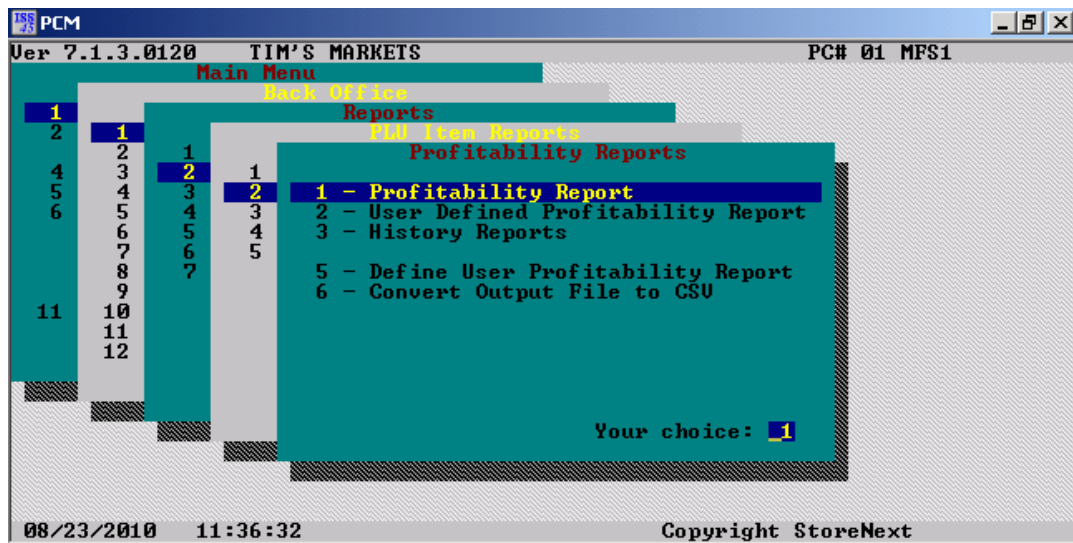 ISS 45 PCM
Ver 7.1.3.0120 TIM'S MARKETS PC# 01 MFS1
Main Menu
Back Office
1 Reports
2 1 PLU Item Reports
2 1 Profitability Reports
4 3 2 1
5 4 3 2 1 - Profitability Report
6 5 4 3 2 - User Defined Profitability Report
6 5 4 3 - History Reports
7 6 5
8 7 5 - Define User Profitability Report
9 6 - Convert Output File to CSV
11 10
11
12
Your choice: _1
08/23/2010 11:36:32 Copyright StoreNext